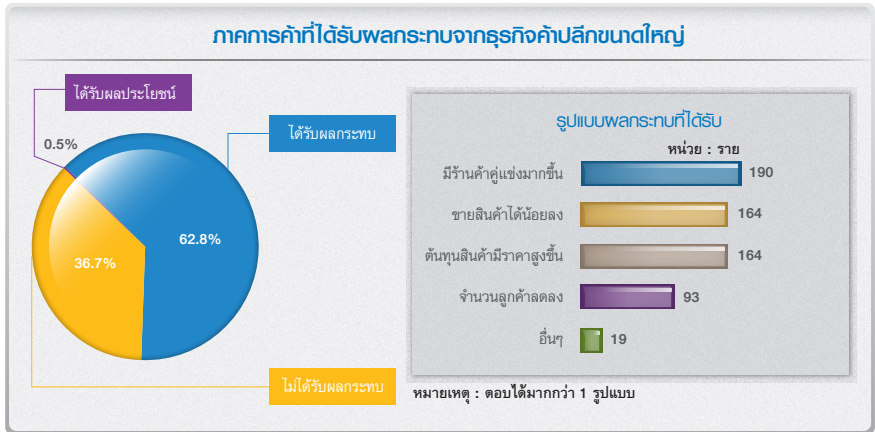 ภาคการค้าที่ได้รับผลกระทบจากธุรกิจค้าปลีกขนาดใหญ่
ได้รับผลประโยชน์
0.5%
ได้รับผลกระทบ
62.8%
36.7%
ไม่ได้รับผลกระทบ
รูปแบบผลกระทบที่ได้รับ
หน่วย : ราย
มีร้านค้าคู่แข่งมากขึ้น 190
ขายสินค้าได้น้อยลง 164
ต้นทุนสินค้ามีราคาสูงขึ้น 164
จำนวนลูกค้าลดลง 93
อื่นๆ 19
หมายเหตุ : ตอบได้มากกว่า 1 รูปแบบ